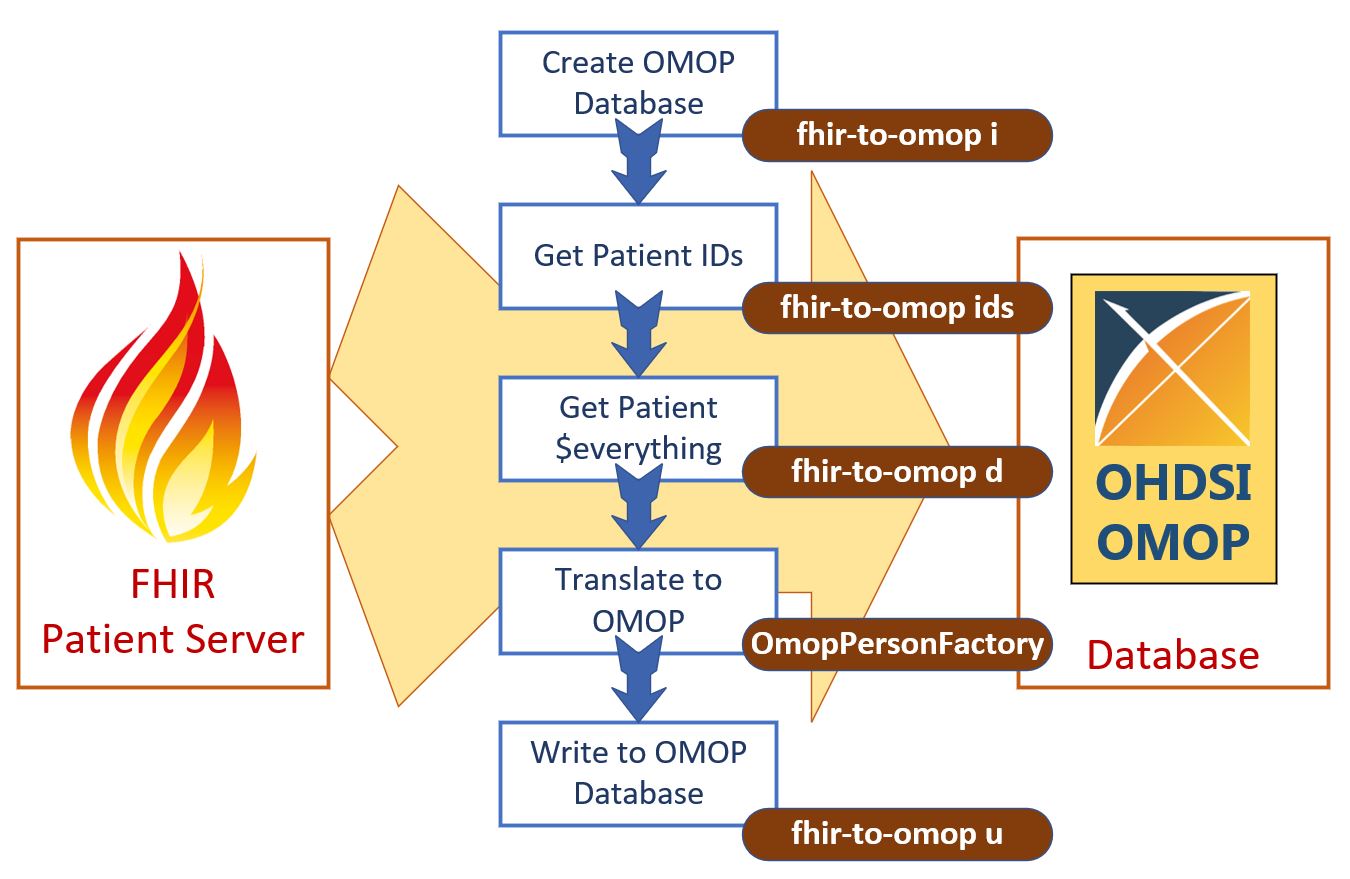 Create OMOP
Database
fhir-to-omop i
Get Patient IDs
fhir-to-omop ids
Get Patient
$everything
fhir-to-omop d
Translate to
OMOP
OmopPersonFactory
Write to OMOP
Database
fhir-to-omop u
FHIR
Patient Server
OHDSI
OMOP
Database